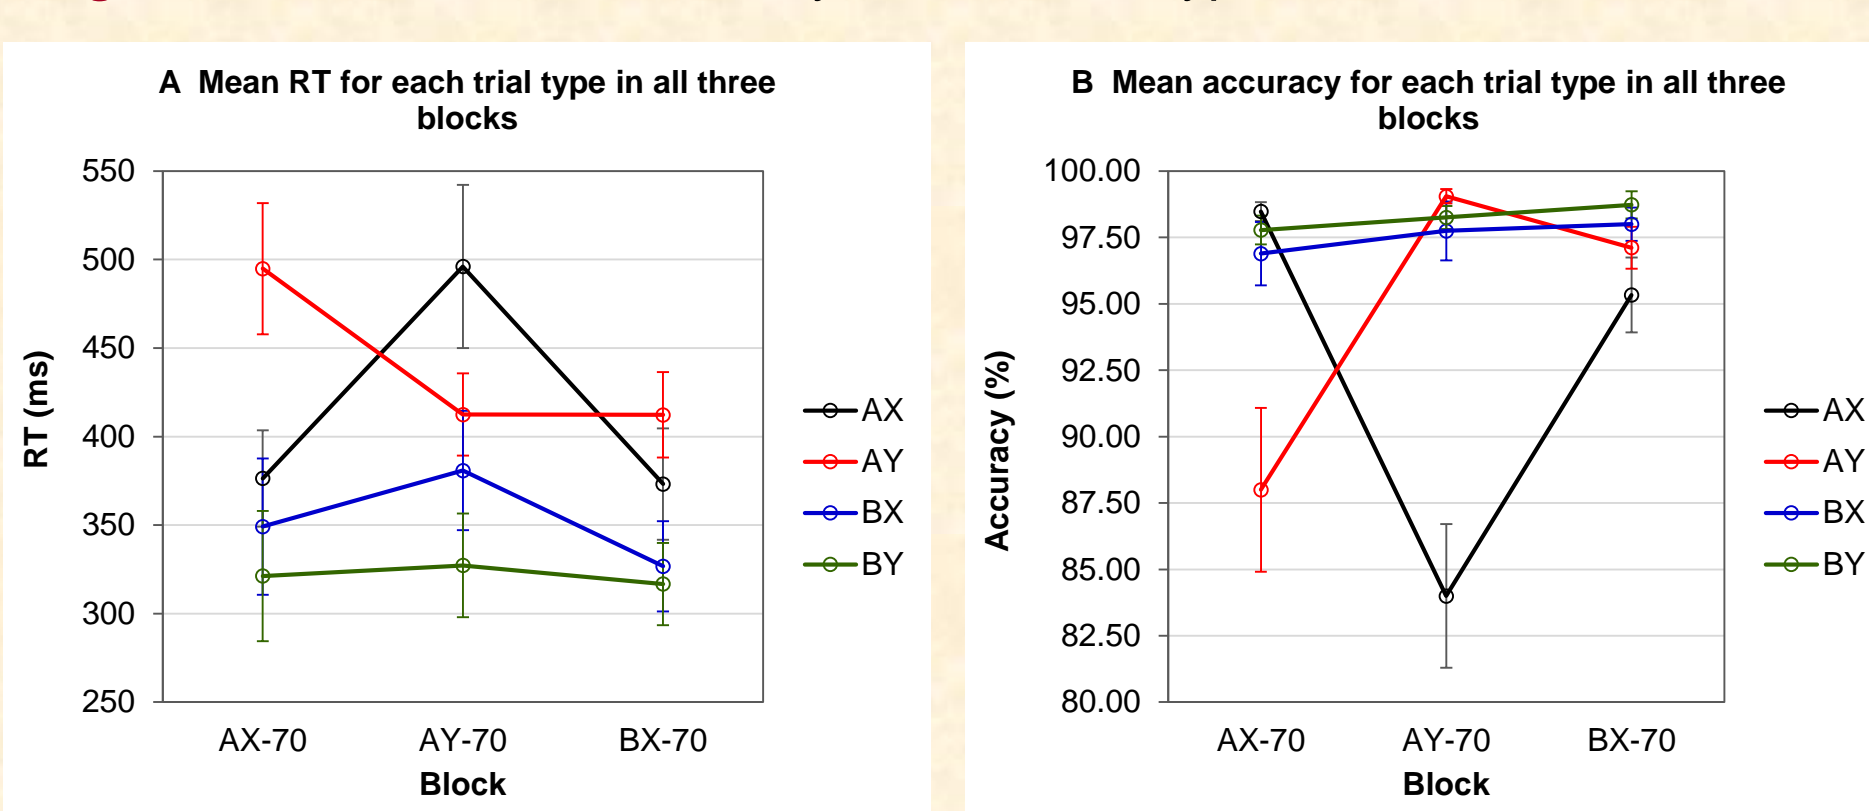 A Mean RT for each trial type in all three
blocks
550
500
450
400
350
300
250
RT (ms)
AX-70 AY-70 BX-70
Block
AX
AY
BX
BY
B Mean accuracy for each trial type in all three
blocks
100.00
97.50
95.00
92.50
90.00
87.50
85.00
82.50
80.00
Accuracy (%)
AX-70 AY-70 BX-70
Block
AX
AY
BX
BY